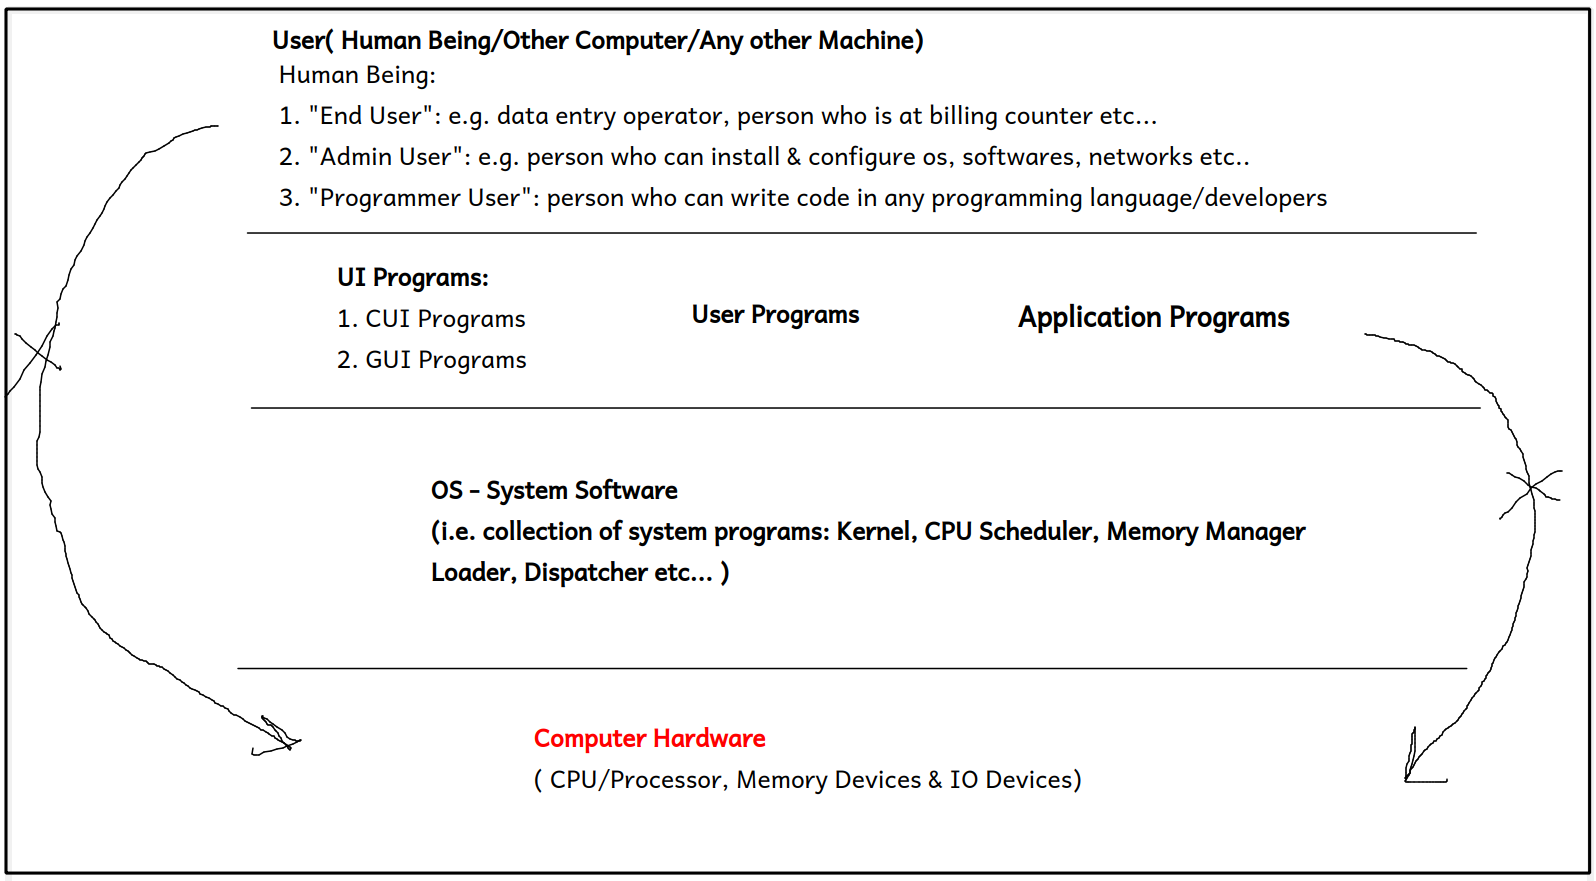 User( Human Being/Other Computer/Any other Machine)
Human Being:
1. "End User": e.g. data entry operator, person who is at billing counter etc...
2. "Admin User": e.g. person who can install & configure os, softwares, networks etc..
3. "Programmer User": person who can write code in any programming language/developers
UI Programs:
1. CUI Programs
2. GUI Programs
User Programs
Application Programs
OS - System Software
(i.e. collection of system programs: Kernel, CPU Scheduler, Memory Manager
Loader, Dispatcher etc... )
Computer Hardware
( CPU/Processor, Memory Devices & IO Devices)